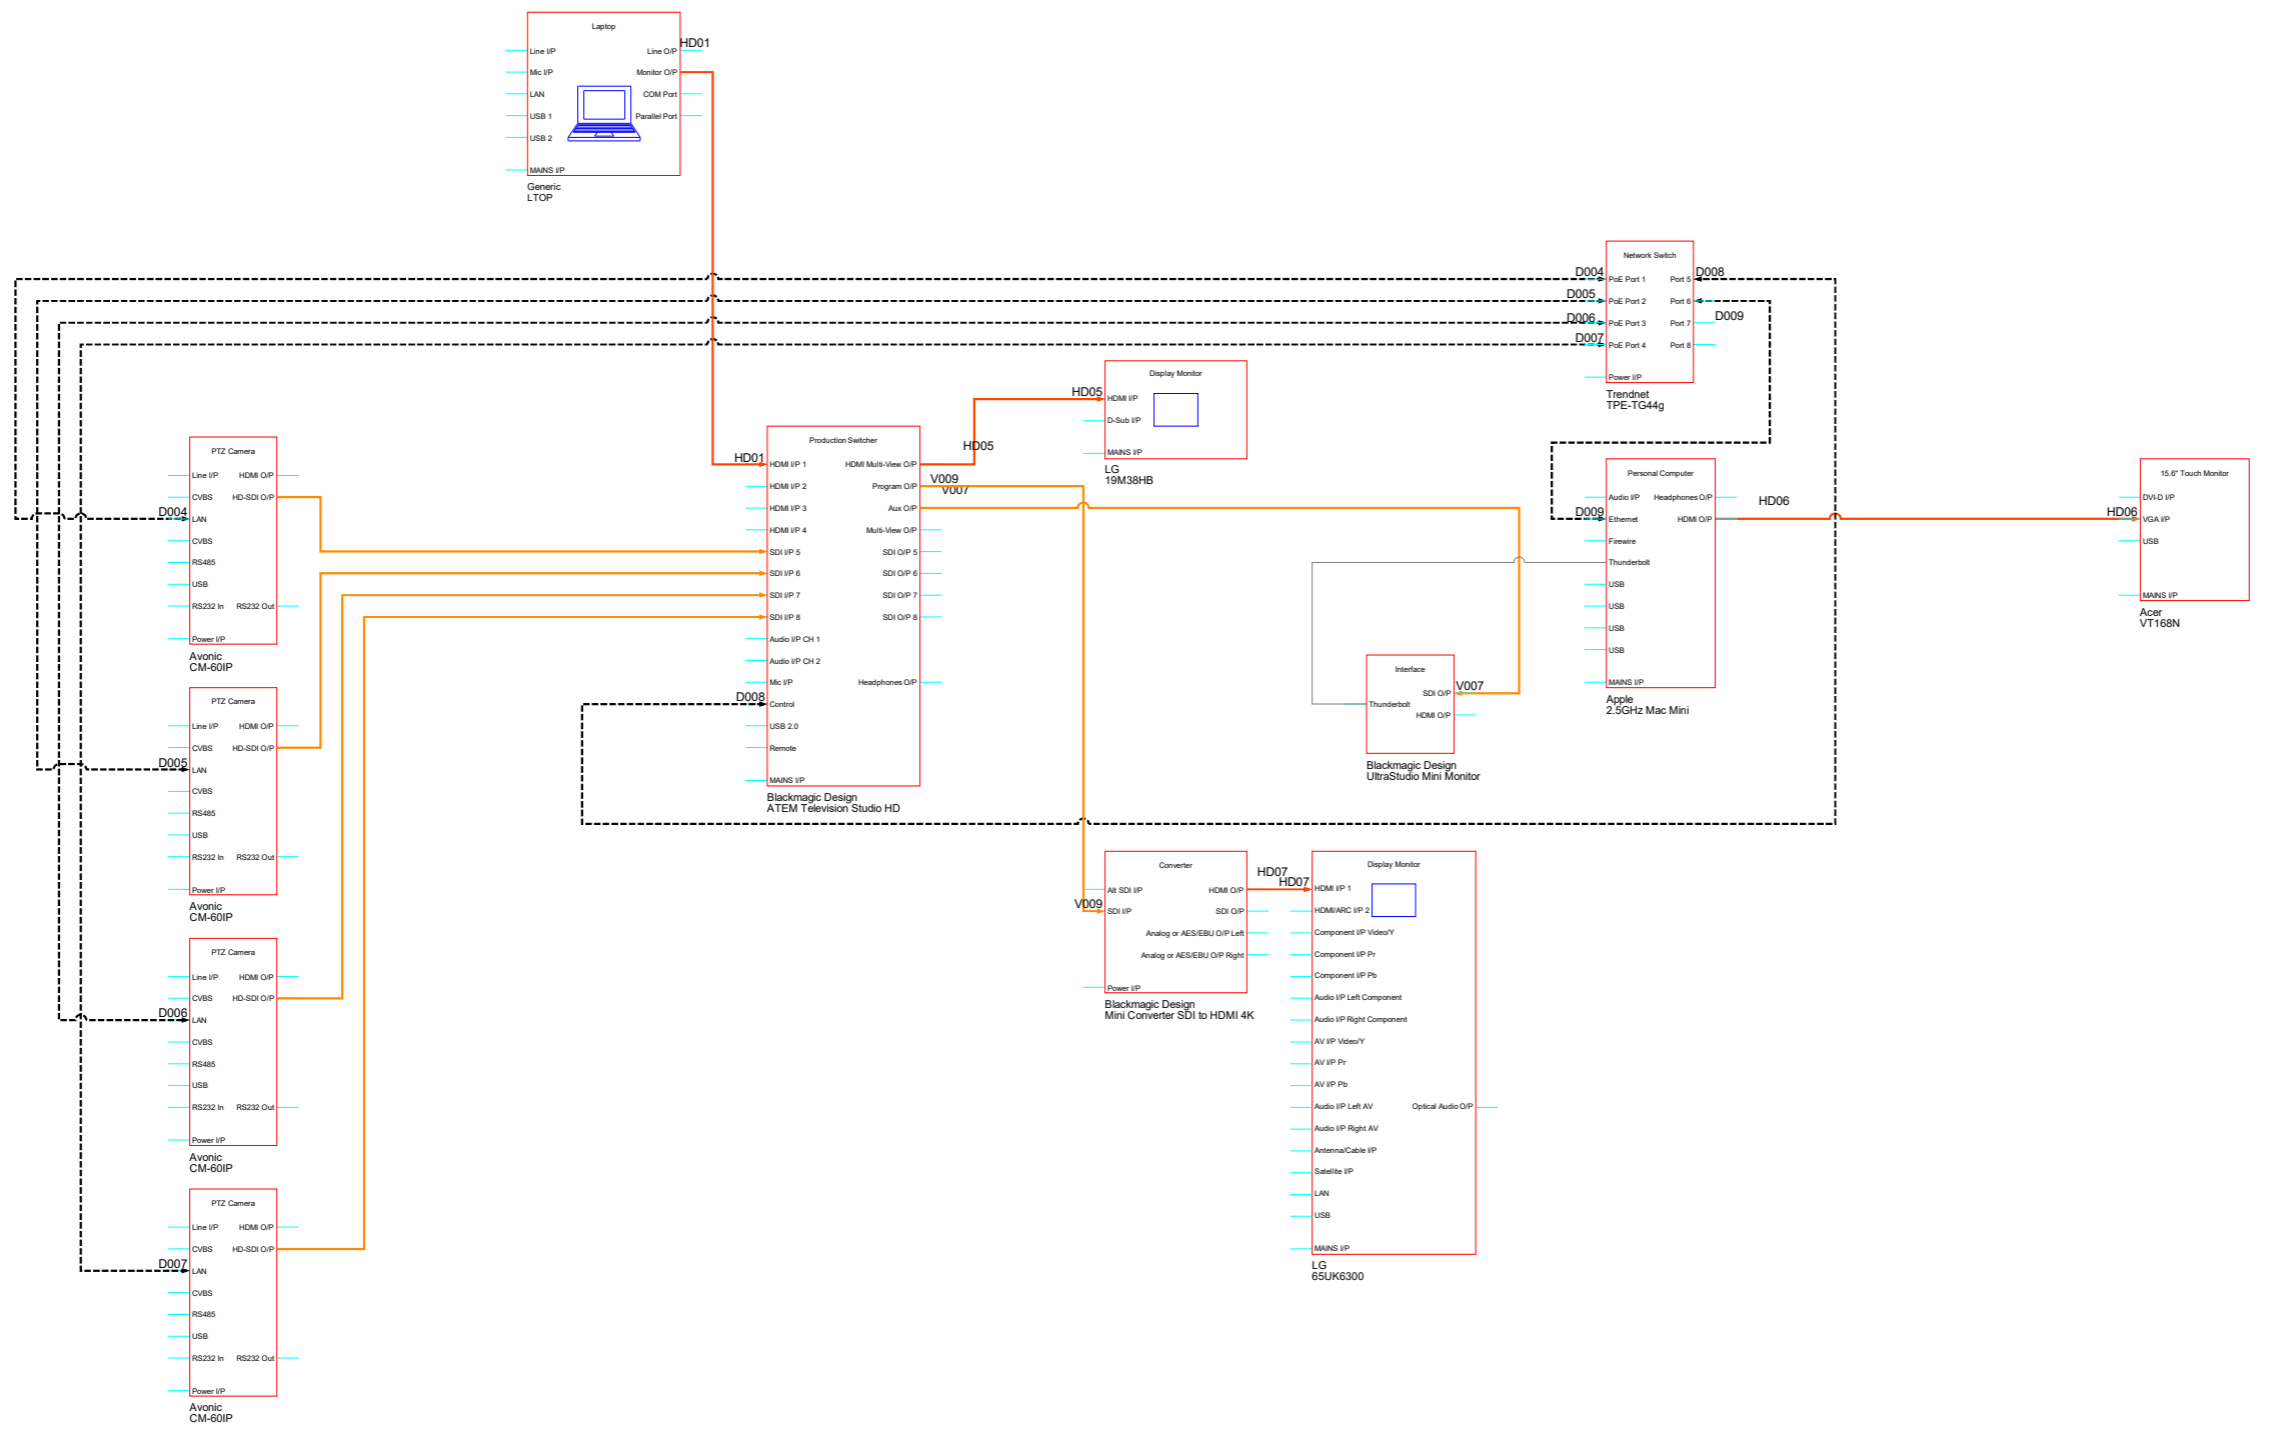 Laptop
Line I/P
Line O/P
HD01
Mic I/P
Monitor O/P
LAN
COM Port
USB 1
Parallel Port
USB 2
MAINS I/P
Generic
LTOP
Network Switch
D004
PoE Port 1
Port 5
D008
D005
PoE Port 2
Port 6
D006
PoE Port 3
Port 7
D009
D007
PoE Port 4
Port 8
Power I/P
Trendnet
TPE-TG44g
Display Monitor
HD05
HDMI I/P
D-Sub I/P
MAINS I/P
LG
19M38HB
PTZ Camera
Line I/P
HDMI O/P
CVBS
HD-SDI O/P
D004
LAN
CVBS
RS485
USB
RS232 In
RS232 Out
Power I/P
Avonic
CM-60IP
Production Switcher
HD01
HDMI I/P 1
HDMI Multi-View O/P
HD05
HDMI I/P 2
Program O/P
V009
V007
HDMI I/P 3
Aux O/P
HDMI I/P 4
Multi-View O/P
SDI I/P 5
SDI O/P 5
SDI I/P 6
SDI O/P 6
SDI I/P 7
SDI O/P 7
SDI I/P 8
SDI O/P 8
Audio I/P CH 1
Audio I/P CH 2
Mic I/P
Headphones O/P
D008
Control
USB 2.0
Remote
MAINS I/P
Blackmagic Design
ATEM Television Studio HD
Personal Computer
Audio I/P
Headphones O/P
HD06
D009
Ethernet
HDMI O/P
Firewire
Thunderbolt
USB
USB
USB
USB
MAINS I/P
Apple
2.5GHz Mac Mini
15.6" Touch Monitor
DVI-D I/P
HD06
VGA I/P
USB
MAINS I/P
Acer
VT168N
Interface
SDI O/P
V007
Thunderbolt
HDMI O/P
Blackmagic Design
UltraStudio Mini Monitor
PTZ Camera
Line I/P
HDMI O/P
CVBS
HD-SDI O/P
D005
LAN
CVBS
RS485
USB
RS232 In
RS232 Out
Power I/P
Avonic
CM-60IP
Converter
Alt SDI I/P
HDMI O/P
HD07
HD07
V009
SDI I/P
SDI O/P
Analog or AES/EBU O/P Left
Analog or AES/EBU O/P Right
Power I/P
Blackmagic Design
Mini Converter SDI to HDMI 4K
Display Monitor
HDMI I/P 1
HDMI/ARC I/P 2
Component I/P Video/Y
Component I/P Pr
Component I/P Pb
Audio I/P Left Component
Audio I/P Right Component
AV I/P Video/Y
AV I/P Pr
AV I/P Pb
Audio I/P Left AV
Optical Audio O/P
Audio I/P Right AV
Antenna/Cable I/P
Satellite I/P
LAN
USB
MAINS I/P
LG
65UK6300
PTZ Camera
Line I/P
HDMI O/P
CVBS
HD-SDI O/P
D006
LAN
CVBS
RS485
USB
RS232 In
RS232 Out
Power I/P
Avonic
CM-60IP
PTZ Camera
Line I/P
HDMI O/P
CVBS
HD-SDI O/P
D007
LAN
CVBS
RS485
USB
RS232 In
RS232 Out
Power I/P
Avonic
CM-60IP